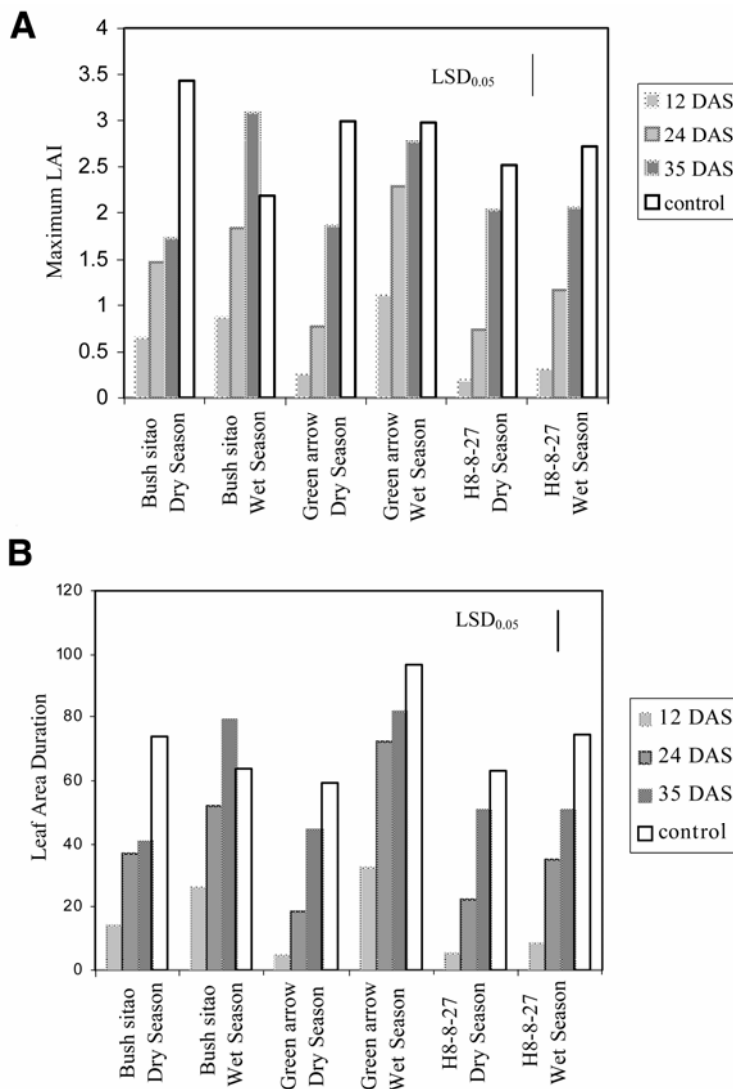 A
4
3.5
3
2.5
2
1.5
1
0.5
0
Maximum LAI
LSD0.05
12 DAS
24 DAS
35 DAS
control
Bush sitao
Dry Season
Bush sitao
Wet Season
Green arrow
Dry Season
Green arrow
Wet Season
H8-8-27
Dry Season
H8-8-27
Wet Season
B
120
100
80
60
40
20
0
Leaf Area Duration
LSD0.05
12 DAS
24 DAS
35 DAS
control
Bush sitao
Dry Season
Bush sitao
Wet Season
Green arrow
Dry Season
Green arrow
Wet Season
H8-8-27
Dry Season
H8-8-27
Wet Season